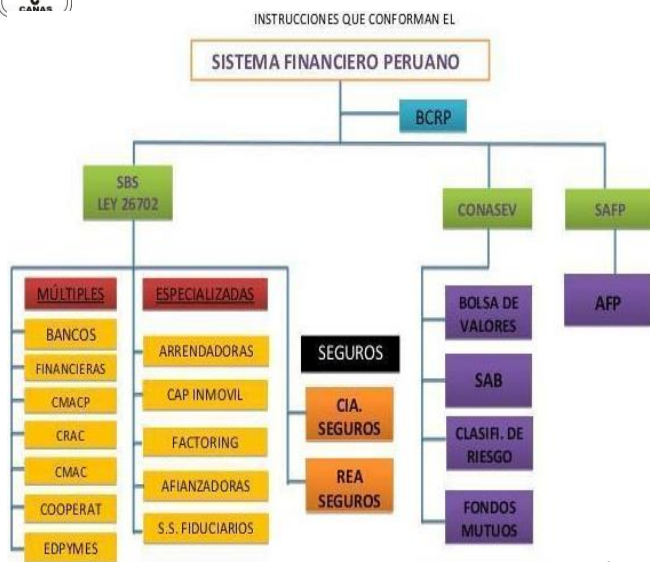 CANAS
INSTRUCCIONES QUE CONFORMAN EL
SISTEMA FINANCIERO PERUANO
BCRP
SBS
LEY 26702
CONASEV
SAFP
MÚLTIPLES
BANCOS
FINANCIERAS
CMACP
CRAC
CMAC
COOPERAT
EDPYMES
ESPECIALIZADAS
ARRENDADORAS
CAP INMOVIL
FACTORING
AFIANZADORAS
S.S. FIDUCIARIOS
SEGUROS
CIA.
SEGUROS
REA
SEGUROS
BOLSA DE
VALORES
SAB
CLASIFI. DE
RIESGO
FONDOS
MUTUOS
AFP